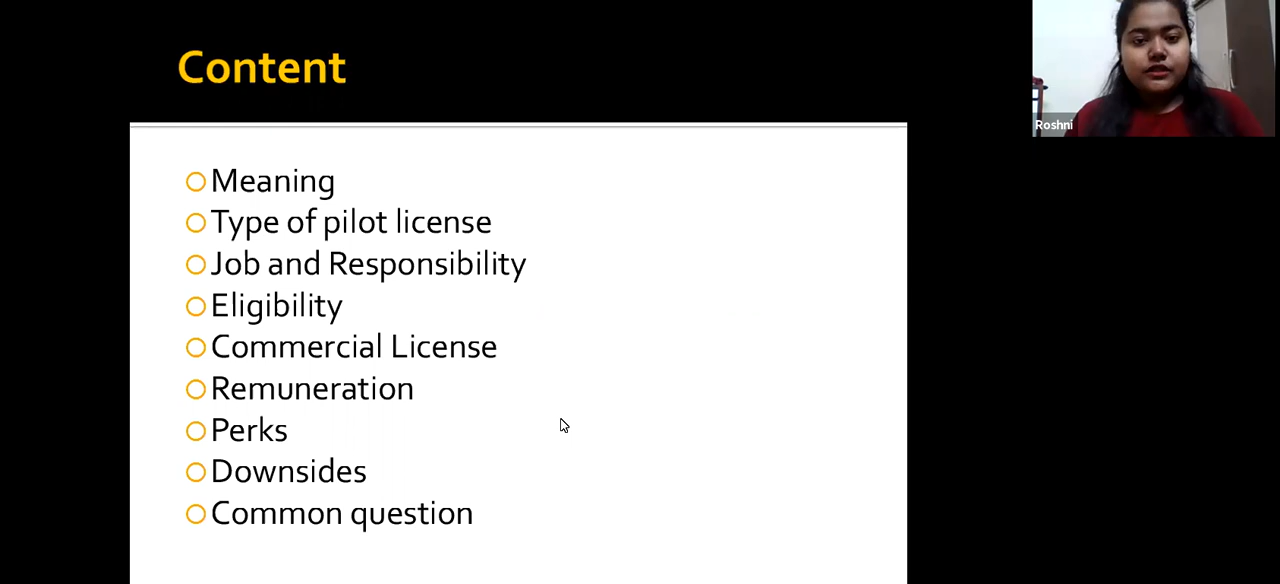 Content
Roshni
Meaning
Type of pilot license
Job and Responsibility
Eligibility
Commercial License
Remuneration
Perks
Downsides
Common question